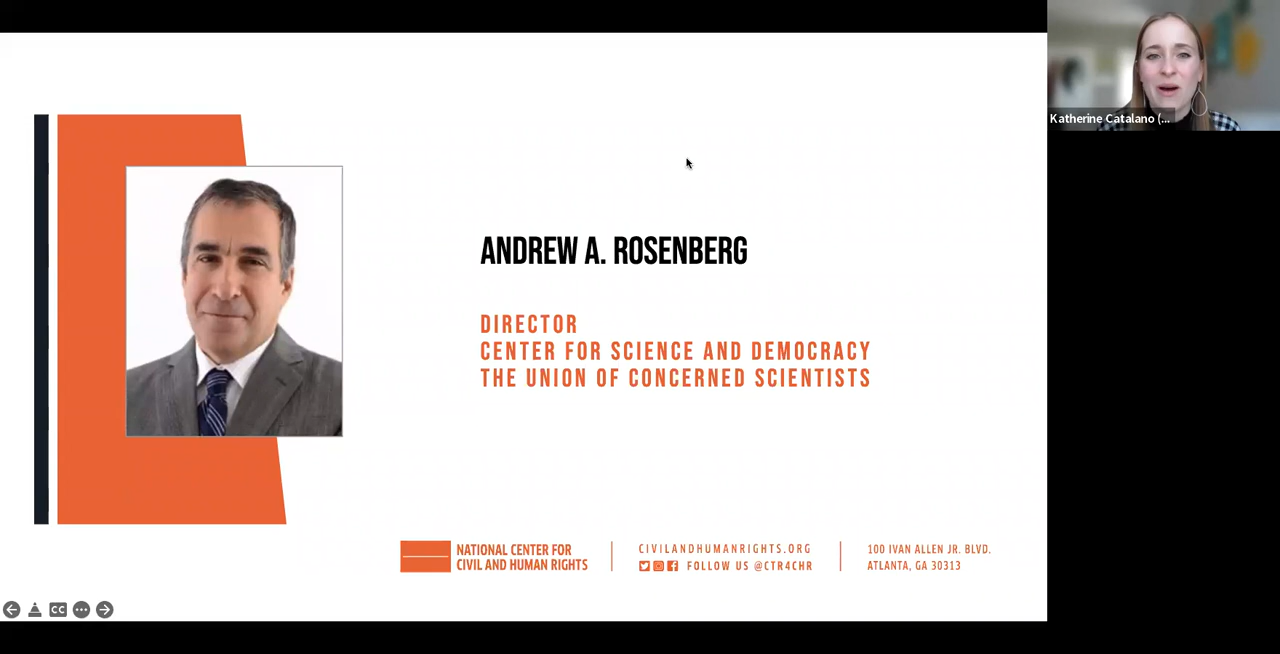 Katherine Catalano (...
ANDREW A. ROSENBERG
DIRECTOR
CENTER FOR SCIENCE AND DEMOCRACY
THE UNION OF CONCERNED SCIENTISTS
NATIONAL CENTER FOR
CIVIL AND HUMAN RIGHTS
CIVILANDHUMANRIGHTS.ORG
FOLLOW US @CTR4CHR
100 IVAN ALLEN JR. BLVD.
ATLANTA, GA 30313
CC